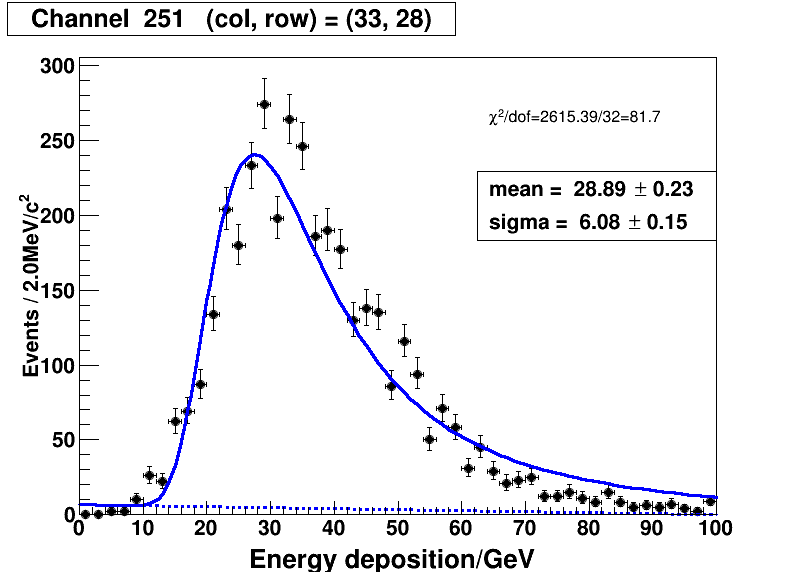 Channel 251 (col, row) = (33, 28)
300
250
200
150
100
50
0
Events / 2.0MeV/c²
χ²/dof=2615.39/32=81.7
mean = 28.89 ± 0.23
sigma = 6.08 ± 0.15
0 10 20 30 40 50 60 70 80 90 100
Energy deposition/GeV